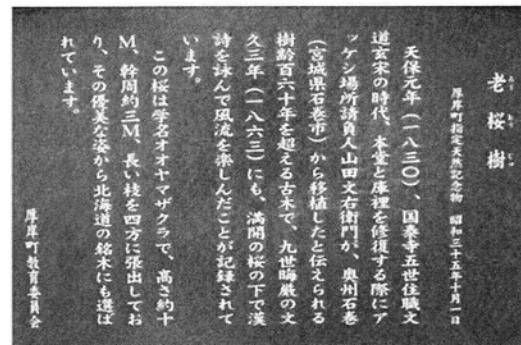 老桜樹
厚岸町指定天然記念物 昭和三十五年十月一日
天保元年(一八三〇)、国泰寺五世住職文
道玄宋の時代、本堂と庫裡を修復する際にア
ッケシ場所請負人山田文右衛門が、奥州石巻
(宮城県石巻市)から移植したと伝えられる
樹齢百六十年を超える古木で、九世晦巌の文
久三年(一八六三)にも、満開の桜の下で漢
詩を詠んで風流を楽しんだことが記録されて
います。
この桜は学名オオヤマザクラで、高さ約十
M、幹周約三M、長い枝を四方に張出してお
り、その優美な姿から北海道の銘木にも選ば
れています。
厚岸町教育委員会